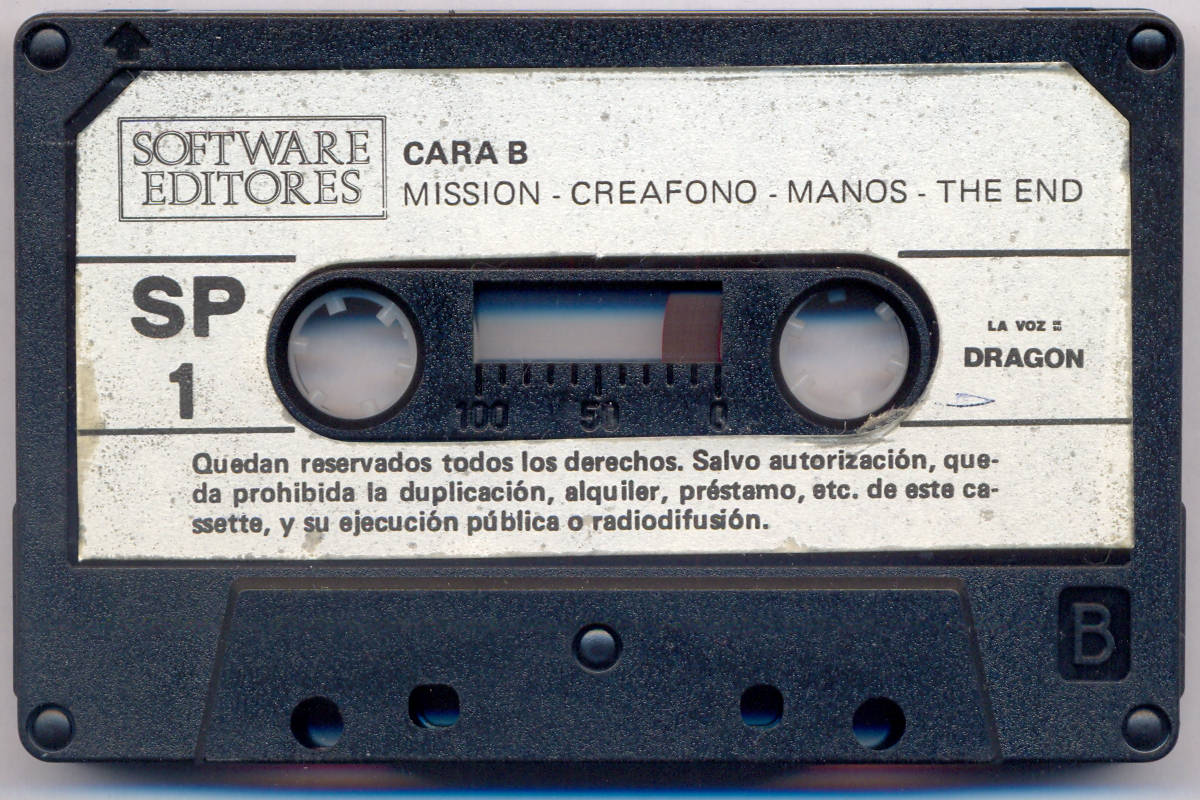 SOFTWARE
EDITORES
CARA B
MISSION - CREAFONO - MANOS - THE END
SP
1
LA VOZ DE
DRAGON
100 50 0
Quedan reservados todos los derechos. Salvo autorización, que-
da prohibida la duplicación, alquiler, préstamo, etc. de este ca-
ssette, y su ejecución pública o radiodifusión.
B